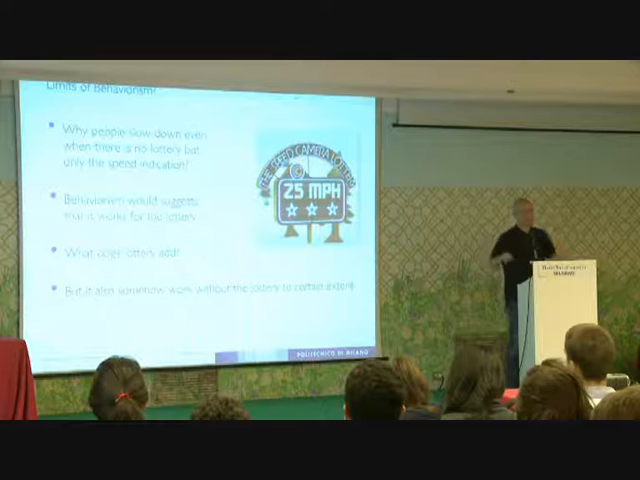 Limits of Behaviorism?
Why people slow down even
when there is no lottery but
only the speed indication?
Behaviorism would suggests
that it works for the lottery
What does lottery add?
But it also somehow work without the lottery to certain extent
THE SPEED CAMERA LOTTERY
25 MPH
POLITECNICO DI MILANO